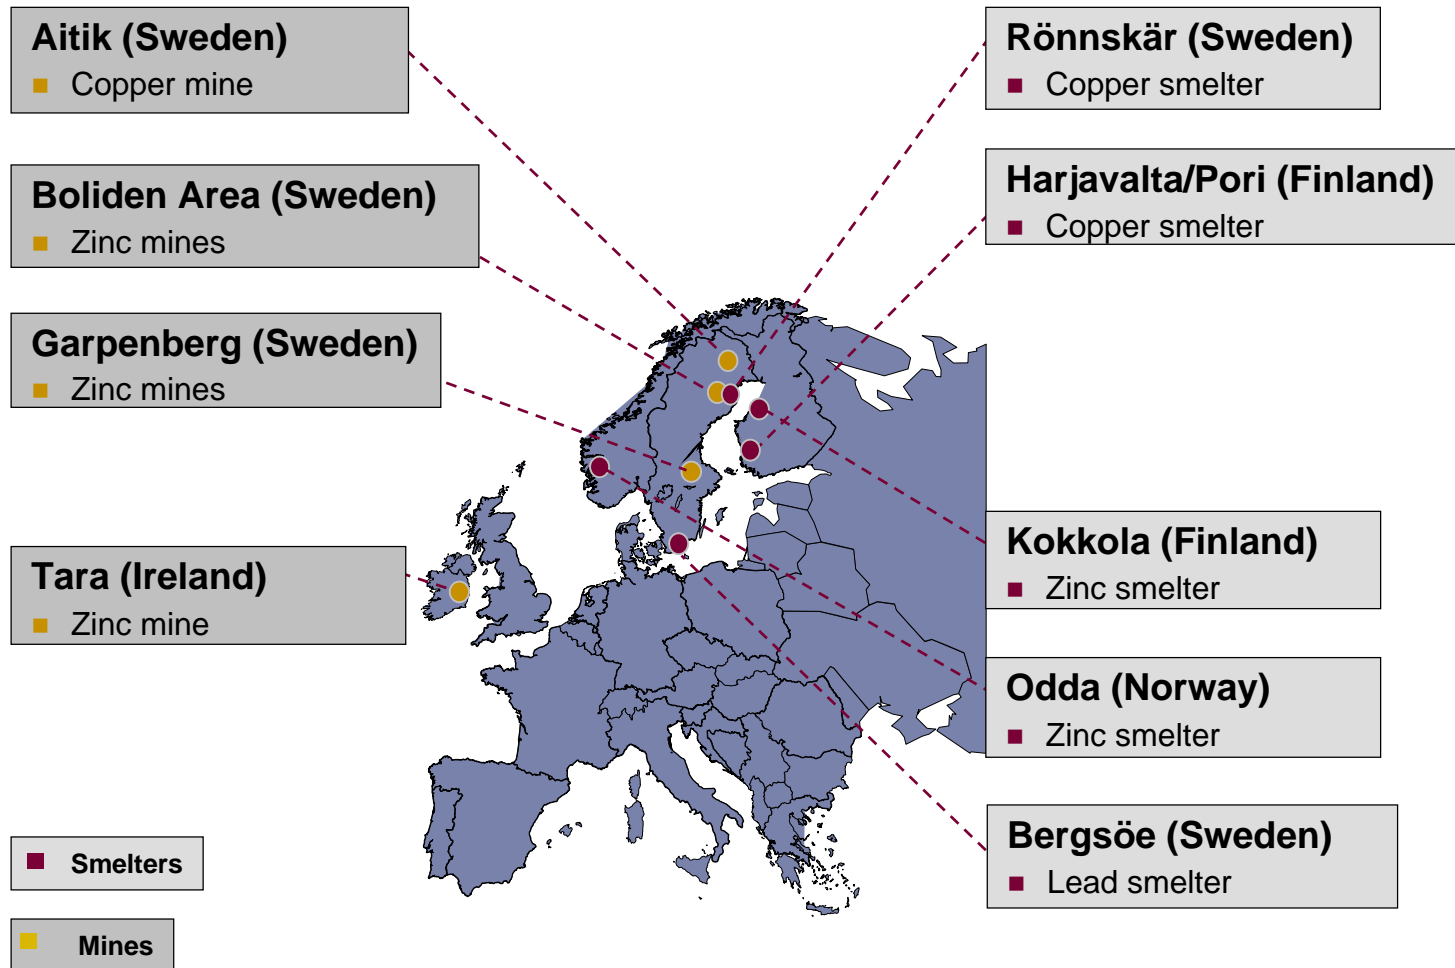 Aitik (Sweden)
Copper mine
Boliden Area (Sweden)
Zinc mines
Garpenberg (Sweden)
Zinc mines
Tara (Ireland)
Zinc mine
Smelters
Mines
Rönnskär (Sweden)
Copper smelter
Harjavalta/Pori (Finland)
Copper smelter
Kokkola (Finland)
Zinc smelter
Odda (Norway)
Zinc smelter
Bergsöe (Sweden)
Lead smelter